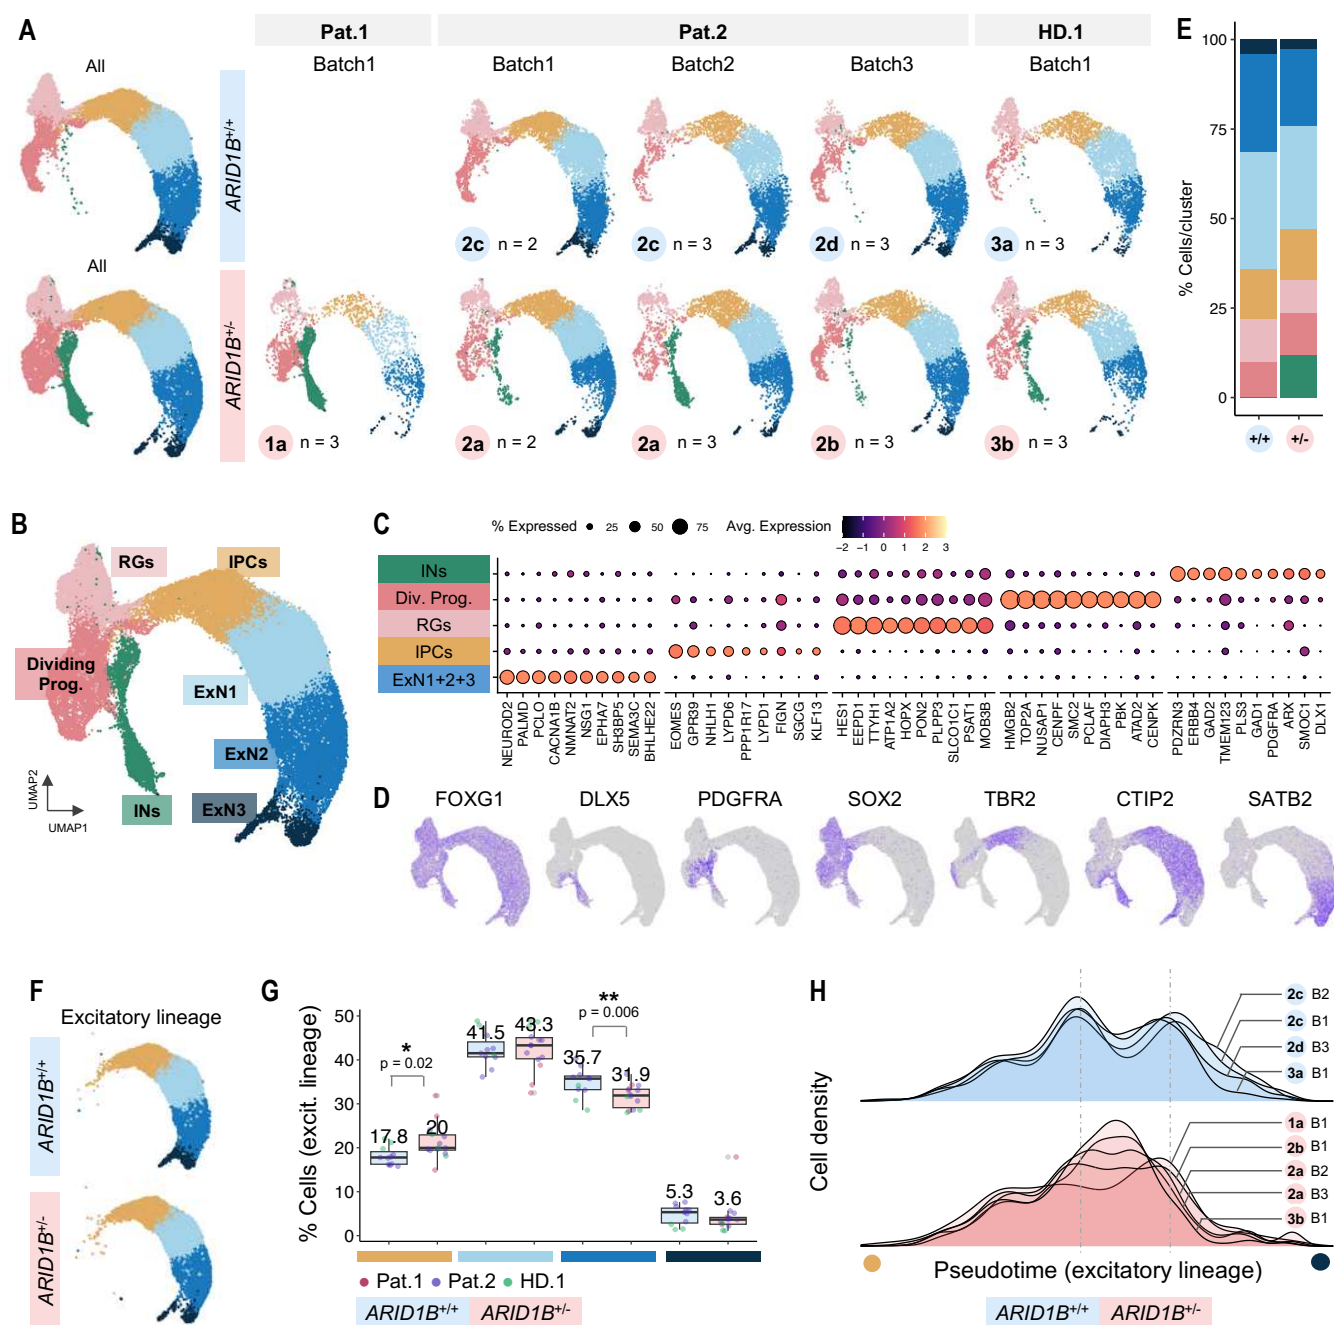 A
Pat.1
Pat.2
HD.1
E
All
Batch1
Batch1
Batch2
Batch3
Batch1
ARID1B+/+
2c n = 2
2c n = 3
2d n = 3
3a n = 3
All
ARID1B+/-
1a n = 3
2a n = 2
2a n = 3
2b n = 3
3b n = 3
% Cells/cluster
100
75
50
25
0
+/+ +/-
B
RGs
IPCs
Dividing
Prog.
ExN1
ExN2
INs
ExN3
UMAP2
UMAP1
C
% Expressed 25 50 75 Avg. Expression
-2 -1 0 1 2 3
INs
Div. Prog.
RGs
IPCs
ExN1+2+3
NEUROD2
PALMD
PCLO
CACNA1B
NMNAT2
NSG1
EPHA7
SH3BP5
SEMA3C
BHLHE22
EOMES
GPR39
NHLH1
LYPD6
PPP1R17
LYPD1
FIGN
SGCG
KLF13
HES1
EEPD1
TTYH1
ATP1A2
HOPX
PON2
PLPP3
SLCO1C1
PSAT1
MOB3B
HMGB2
TOP2A
NUSAP1
CENPF
SMC2
PCLAF
DIAPH3
PBK
ATAD2
CENPK
PDZRN3
ERBB4
GAD2
TMEM123
PLS3
GAD1
PDGFRA
ARX
SMOC1
DLX1
D
FOXG1
DLX5
PDGFRA
SOX2
TBR2
CTIP2
SATB2
F
Excitatory lineage
ARID1B+/+
ARID1B+/-
G
% Cells (excit. lineage)
50
40
30
20
10
0
*
p = 0.02
**
p = 0.006
17.8
20
41.5
43.3
35.7
31.9
5.3
3.6
Pat.1 Pat.2 HD.1
ARID1B+/+ ARID1B+/-
H
Cell density
2c B2
2c B1
2d B3
3a B1
1a B1
2b B1
2a B2
2a B3
3b B1
Pseudotime (excitatory lineage)
ARID1B+/+ ARID1B+/-